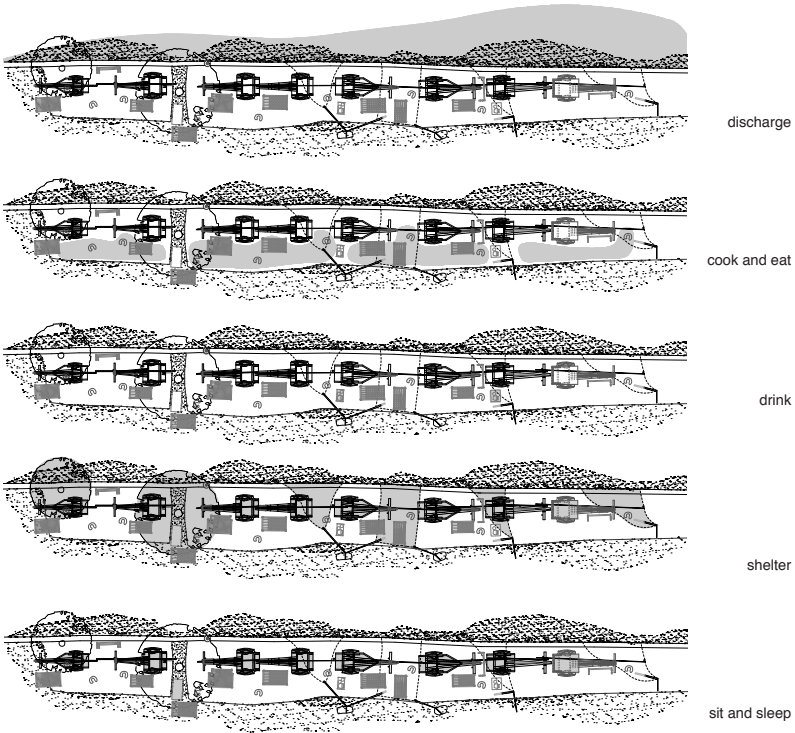 discharge
cook and eat
drink
shelter
sit and sleep